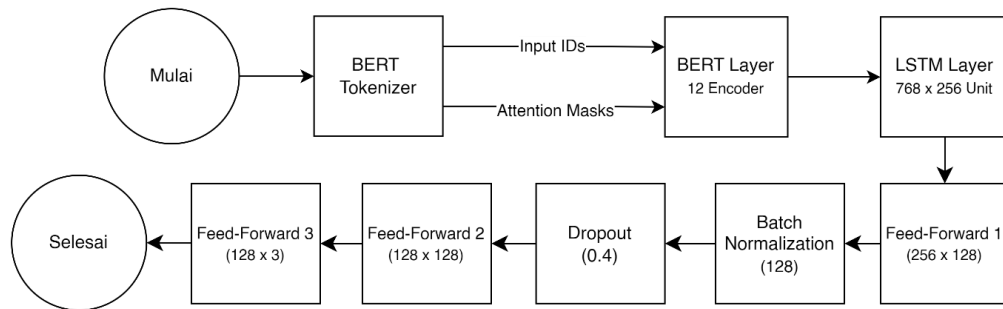 Mulai
BERT
Tokenizer
Input IDs
Attention Masks
BERT Layer
12 Encoder
LSTM Layer
768 x 256 Unit
Selesai
Feed-Forward 3
(128 x 3)
Feed-Forward 2
(128 x 128)
Dropout
(0.4)
Batch
Normalization
(128)
Feed-Forward 1
(256 x 128)